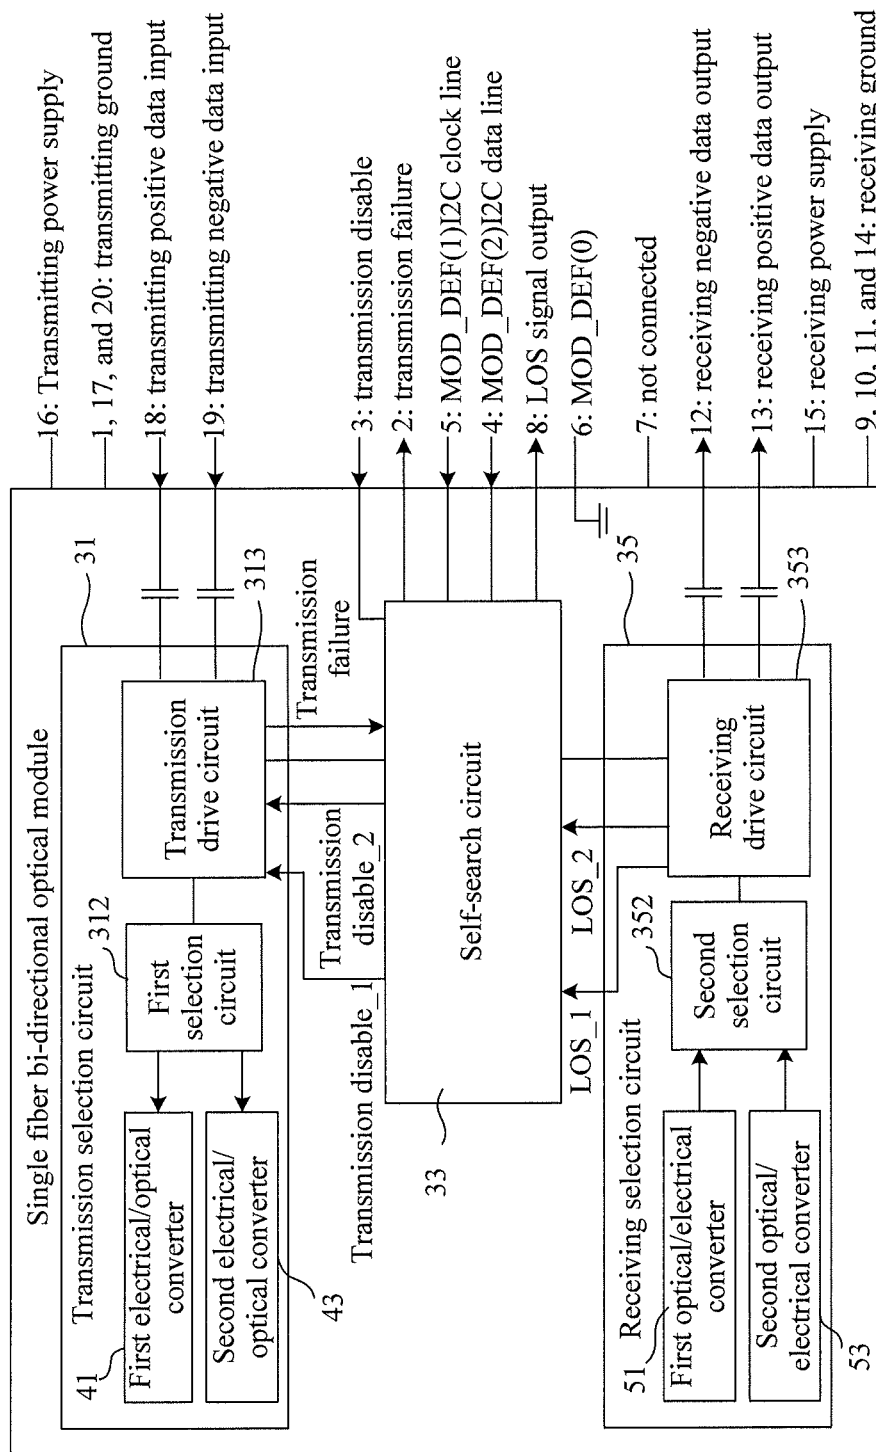 Single fiber bi-directional optical module
Transmission selection circuit
31
41
First electrical/optical
converter
Second electrical/
optical converter
43
312
First
selection
circuit
Transmission
drive circuit
313
16: Transmitting power supply
1, 17, and 20: transmitting ground
18: transmitting positive data input
19: transmitting negative data input
Transmission disable_1
Transmission
disable_2
Transmission
failure
33
Self-search circuit
3: transmission disable
2: transmission failure
5: MOD_DEF(1)I2C clock line
4: MOD_DEF(2)I2C data line
8: LOS signal output
6: MOD_DEF(0)
7: not connected
LOS_1
LOS_2
35
Receiving selection circuit
51
First optical/electrical
converter
Second optical/
electrical converter
53
352
Second
selection
circuit
Receiving
drive circuit
353
12: receiving negative data output
13: receiving positive data output
15: receiving power supply
9, 10, 11, and 14: receiving ground